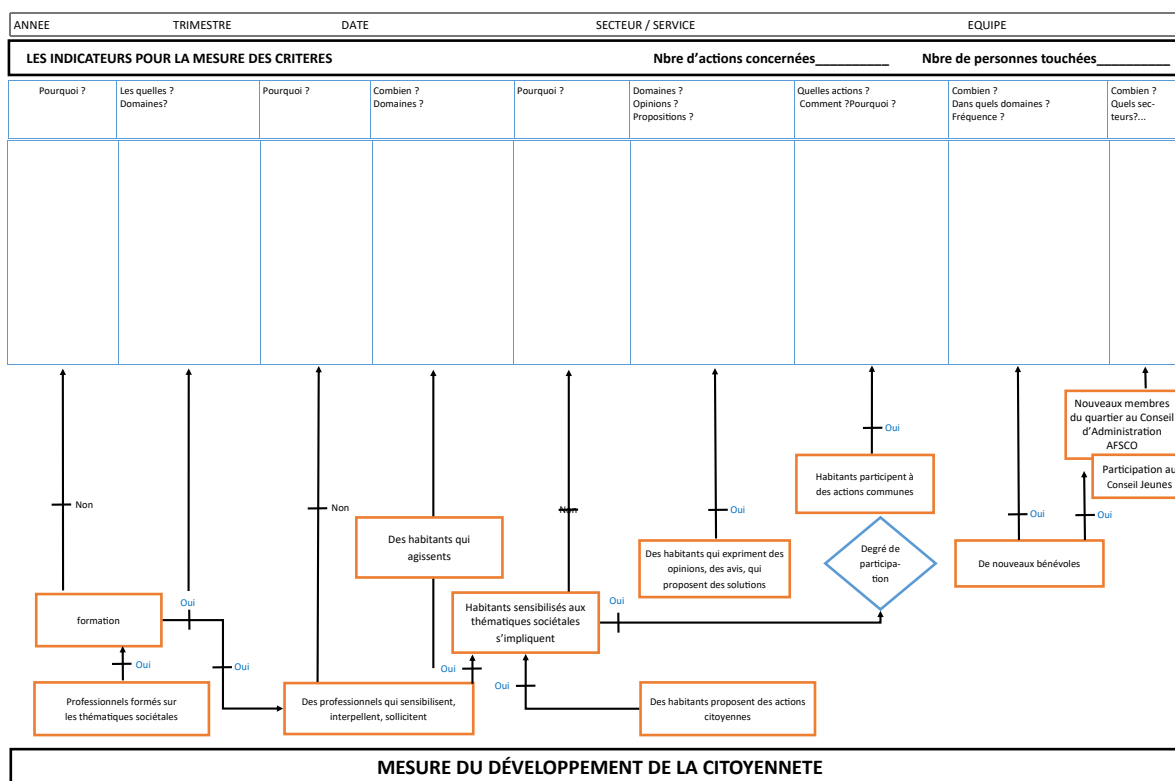 ANNEE TRIMESTRE DATE SECTEUR / SERVICE EQUIPE
LES INDICATEURS POUR LA MESURE DES CRITERES Nbre d'actions concernées__________ Nbre de personnes touchées__________
Pourquoi ?
Les quelles ?
Domaines?
Pourquoi ?
Combien ?
Domaines ?
Pourquoi ?
Domaines ?
Opinions ?
Propositions ?
Quelles actions ?
Comment ?Pourquoi ?
Combien ?
Dans quels domaines ?
Fréquence ?
Combien ?
Quels sec-
teurs?...
Nouveaux membres
du quartier au Conseil
d'Administration
AFSCO
Participation au
Conseil Jeunes
Oui
Habitants participent à
des actions communes
Non
Non
Non
Oui
Oui
Oui
Des habitants qui
agissents
Des habitants qui expriment des
opinions, des avis, qui
proposent des solutions
Degré de
participa-
tion
De nouveaux bénévoles
Oui
Oui
formation
Habitants sensibilisés aux
thématiques sociétales
s'impliquent
Oui
Oui
Oui
Oui
Professionnels formés sur
les thématiques sociétales
Des professionnels qui sensibilisent,
interpellent, sollicitent
Des habitants proposent des actions
citoyennes
MESURE DU DÉVELOPPEMENT DE LA CITOYENNETE